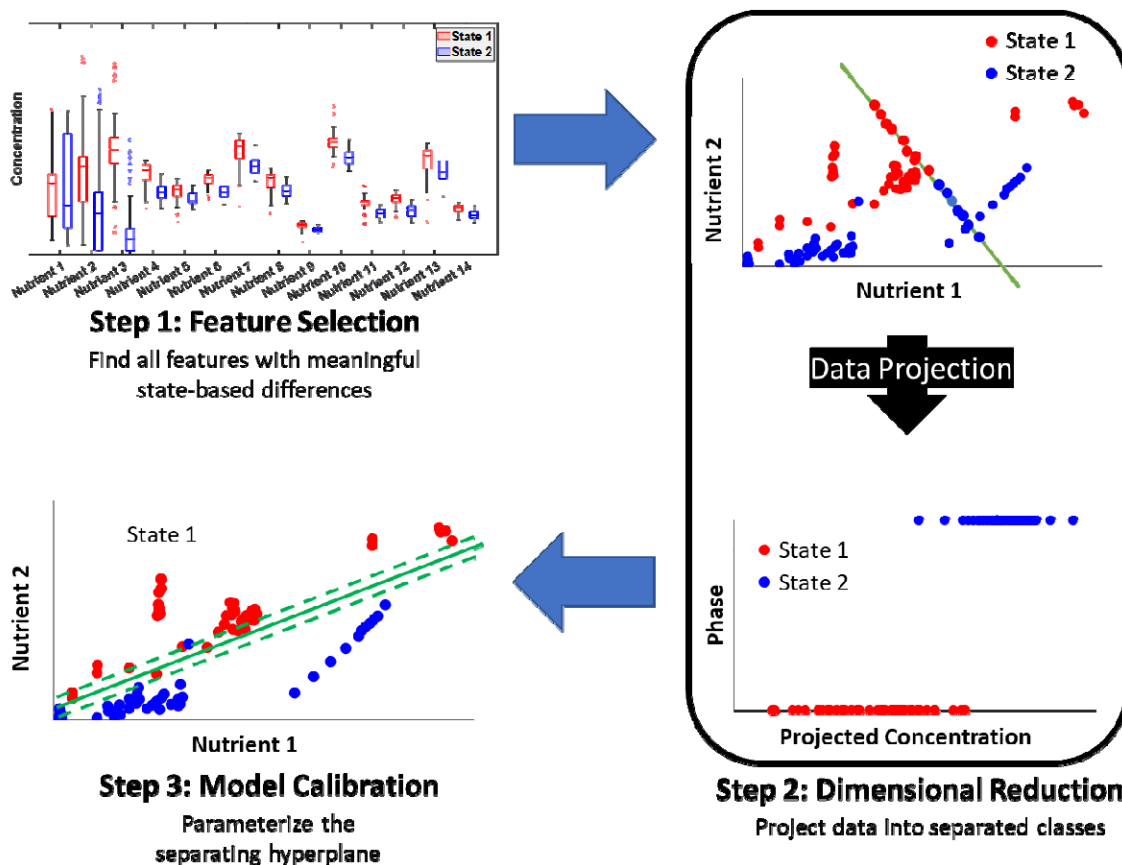 State 1
State 2
Concentration
Nutrient 1
Nutrient 2
Nutrient 3
Nutrient 4
Nutrient 5
Nutrient 6
Nutrient 7
Nutrient 8
Nutrient 9
Nutrient 10
Nutrient 11
Nutrient 12
Nutrient 13
Nutrient 14
Step 1: Feature Selection
Find all features with meaningful
state-based differences
State 1
State 2
Nutrient 2
Nutrient 1
Data Projection
State 1
State 2
Phase
Projected Concentration
Step 2: Dimensional Reduction
Project data into separated classes
State 1
Nutrient 2
Nutrient 1
Step 3: Model Calibration
Parameterize the
separating hyperplane